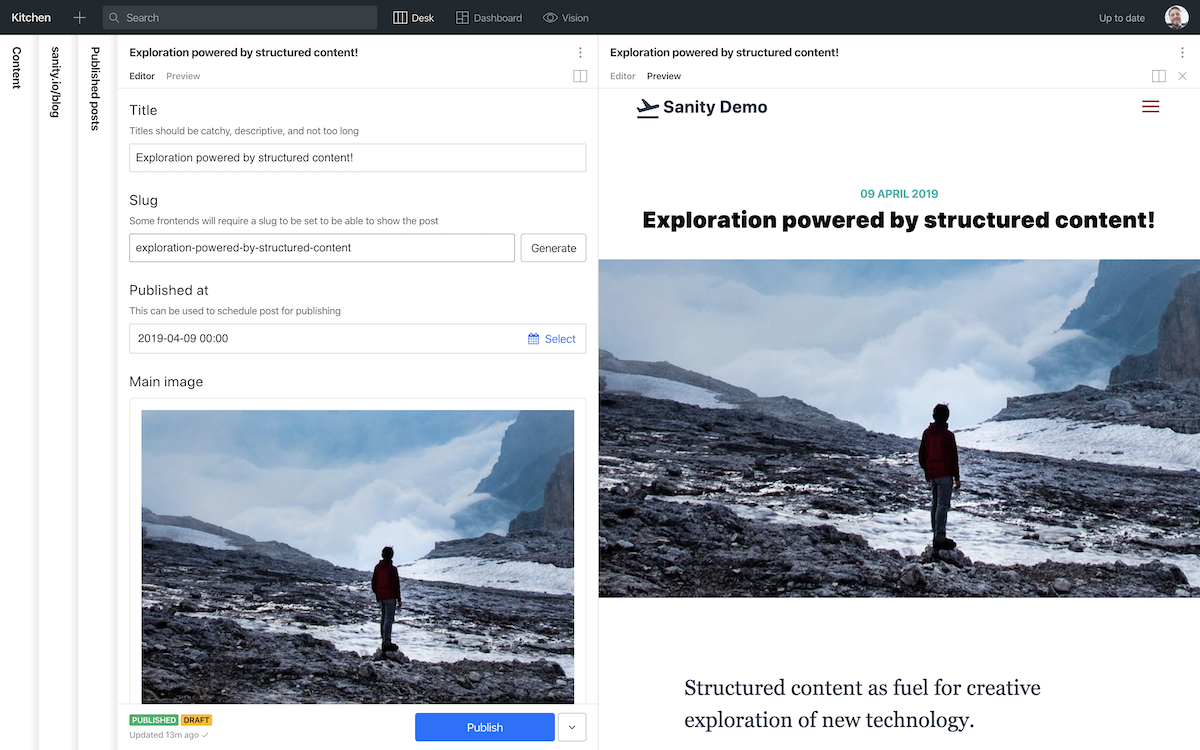 Kitchen
Search
Desk
Dashboard
Vision
Up to date
Content
sanity.io/blog
Published posts
Exploration powered by structured content!
Editor Preview
Title
Titles should be catchy, descriptive, and not too long
Exploration powered by structured content!
Slug
Some frontends will require a slug to be set to be able to show the post
exploration-powered-by-structured-content
Generate
Published at
This can be used to schedule post for publishing
2019-04-09 00:00
Select
Main image
PUBLISHED DRAFT
Updated 13m ago
Publish
Exploration powered by structured content!
Editor Preview
Sanity Demo
09 APRIL 2019
Exploration powered by structured content!
Structured content as fuel for creative
exploration of new technology.